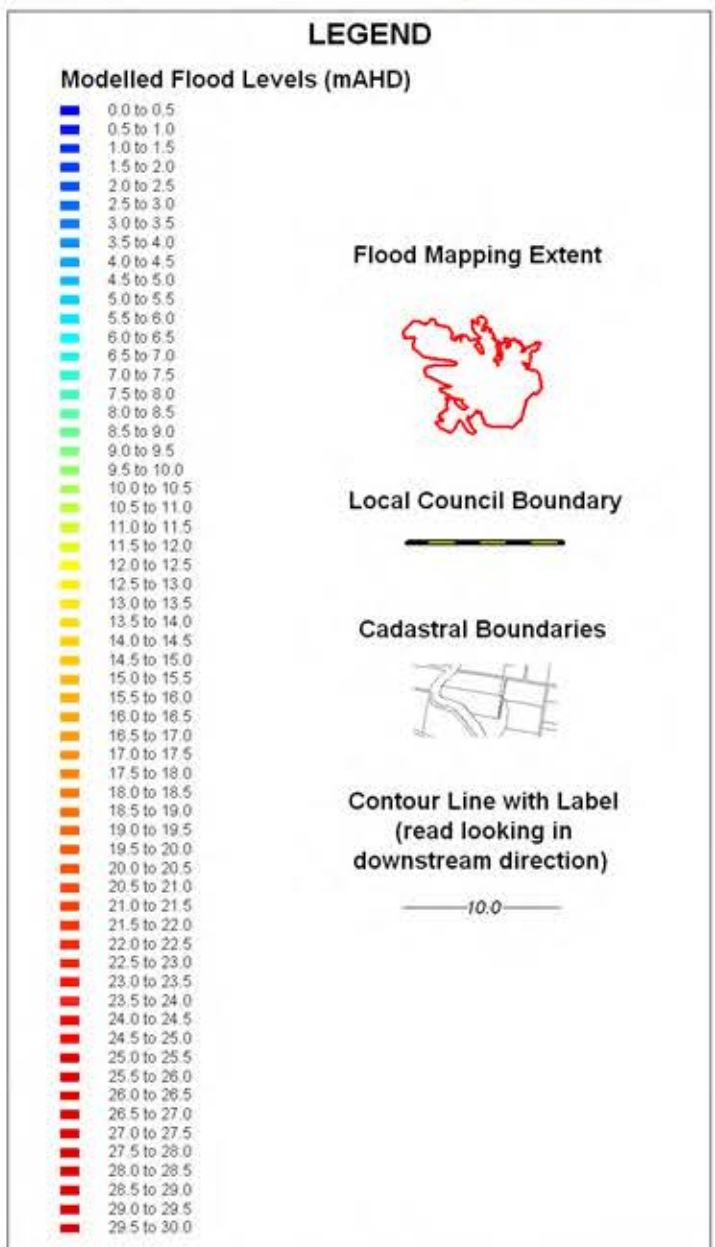 LEGEND
Modelled Flood Levels (mAHD)
0.0 to 0.5
0.5 to 1.0
1.0 to 1.5
1.5 to 2.0
2.0 to 2.5
2.5 to 3.0
3.0 to 3.5
3.5 to 4.0
4.0 to 4.5
4.5 to 5.0
5.0 to 5.5
5.5 to 6.0
6.0 to 6.5
6.5 to 7.0
7.0 to 7.5
7.5 to 8.0
8.0 to 8.5
8.5 to 9.0
9.0 to 9.5
9.5 to 10.0
10.0 to 10.5
10.5 to 11.0
11.0 to 11.5
11.5 to 12.0
12.0 to 12.5
12.5 to 13.0
13.0 to 13.5
13.5 to 14.0
14.0 to 14.5
14.5 to 15.0
15.0 to 15.5
15.5 to 16.0
16.0 to 16.5
16.5 to 17.0
17.0 to 17.5
17.5 to 18.0
18.0 to 18.5
18.5 to 19.0
19.0 to 19.5
19.5 to 20.0
20.0 to 20.5
20.5 to 21.0
21.0 to 21.5
21.5 to 22.0
22.0 to 22.5
22.5 to 23.0
23.0 to 23.5
23.5 to 24.0
24.0 to 24.5
24.5 to 25.0
25.0 to 25.5
25.5 to 26.0
26.0 to 26.5
26.5 to 27.0
27.0 to 27.5
27.5 to 28.0
28.0 to 28.5
28.5 to 29.0
29.0 to 29.5
29.5 to 30.0
Flood Mapping Extent
Local Council Boundary
Cadastral Boundaries
Contour Line with Label
(read looking in
downstream direction)
10.0